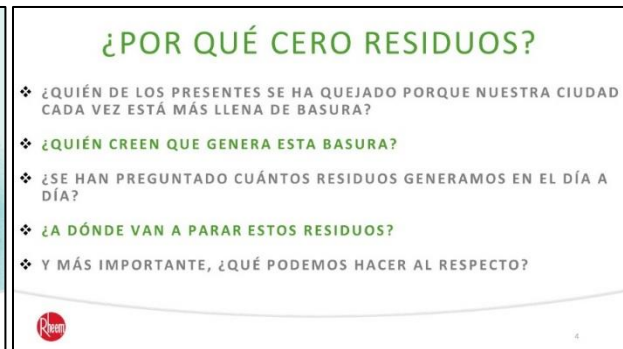 ¿POR QUÉ CERO RESIDUOS?
❖ ¿QUIÉN DE LOS PRESENTES SE HA QUEJADO PORQUE NUESTRA CIUDAD
CADA VEZ ESTÁ MÁS LLENA DE BASURA?
❖ ¿QUIÉN CREEN QUE GENERA ESTA BASURA?
❖ ¿SE HAN PREGUNTADO CUÁNTOS RESIDUOS GENERAMOS EN EL DÍA A
DÍA?
❖ ¿A DÓNDE VAN A PARAR ESTOS RESIDUOS?
❖ Y MÁS IMPORTANTE, ¿QUÉ PODEMOS HACER AL RESPECTO?
Rheem
4